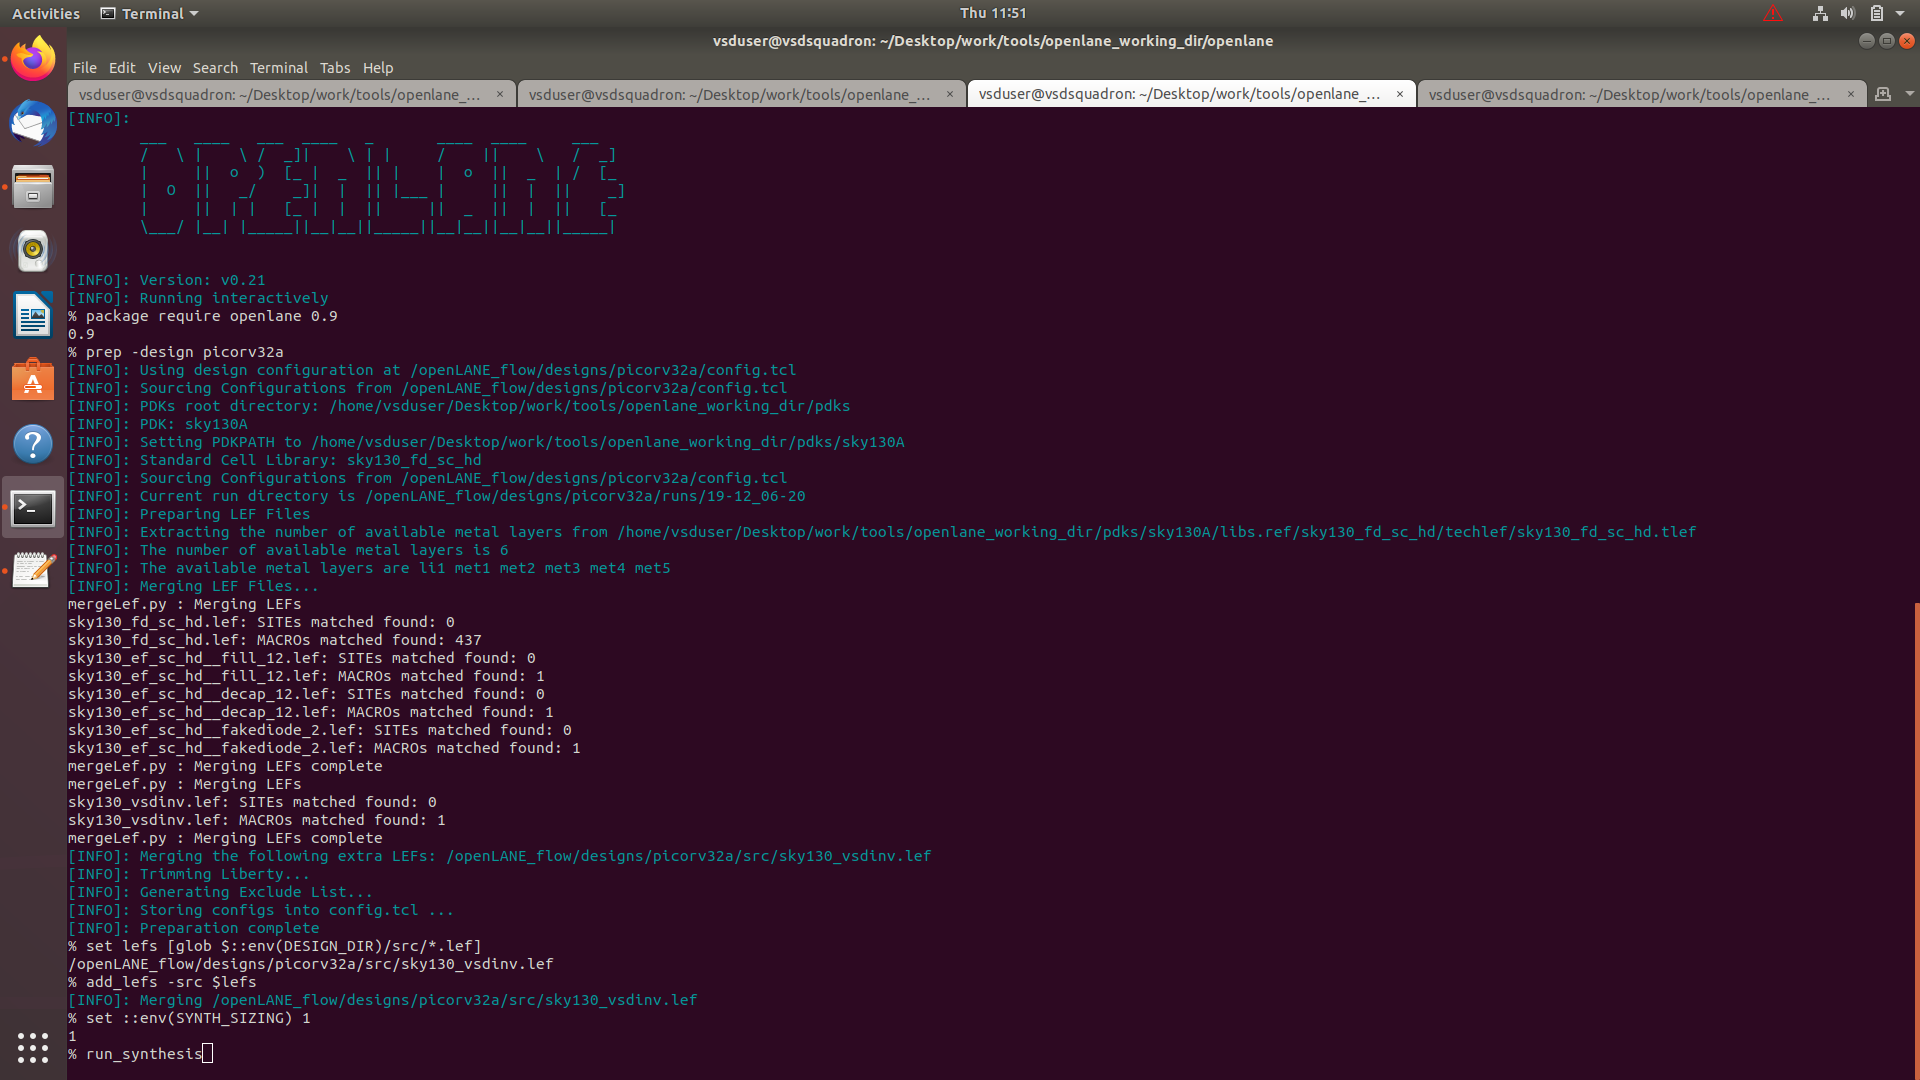 Activities Terminal Thu 11:51
vsduser@vsdsquadron: ~/Desktop/work/tools/openlane_working_dir/openlane
File Edit View Search Terminal Tabs Help
vsduser@vsdsquadron: ~/Desktop/work/tools/openlane_... × vsduser@vsdsquadron: ~/Desktop/work/tools/openlane_... × vsduser@vsdsquadron: ~/Desktop/work/tools/openlane_... × vsduser@vsdsquadron: ~/Desktop/work/tools/openlane_... ×
[INFO]:
OPENLANE
[INFO]: Version: v0.21
[INFO]: Running interactively
% package require openlane 0.9
0.9
% prep -design picorv32a
[INFO]: Using design configuration at /openLANE_flow/designs/picorv32a/config.tcl
[INFO]: Sourcing Configurations from /openLANE_flow/designs/picorv32a/config.tcl
[INFO]: PDKs root directory: /home/vsduser/Desktop/work/tools/openlane_working_dir/pdks
[INFO]: PDK: sky130A
[INFO]: Setting PDKPATH to /home/vsduser/Desktop/work/tools/openlane_working_dir/pdks/sky130A
[INFO]: Standard Cell Library: sky130_fd_sc_hd
[INFO]: Sourcing Configurations from /openLANE_flow/designs/picorv32a/config.tcl
[INFO]: Current run directory is /openLANE_flow/designs/picorv32a/runs/19-12_06-20
[INFO]: Preparing LEF Files
[INFO]: Extracting the number of available metal layers from /home/vsduser/Desktop/work/tools/openlane_working_dir/pdks/sky130A/libs.ref/sky130_fd_sc_hd/techlef/sky130_fd_sc_hd.tlef
[INFO]: The number of available metal layers is 6
[INFO]: The available metal layers are li1 met1 met2 met3 met4 met5
[INFO]: Merging LEF Files...
mergeLef.py : Merging LEFs
sky130_fd_sc_hd.lef: SITEs matched found: 0
sky130_fd_sc_hd.lef: MACROs matched found: 437
sky130_ef_sc_hd__fill_12.lef: SITEs matched found: 0
sky130_ef_sc_hd__fill_12.lef: MACROs matched found: 1
sky130_ef_sc_hd__decap_12.lef: SITEs matched found: 0
sky130_ef_sc_hd__decap_12.lef: MACROs matched found: 1
sky130_ef_sc_hd__fakediode_2.lef: SITEs matched found: 0
sky130_ef_sc_hd__fakediode_2.lef: MACROs matched found: 1
mergeLef.py : Merging LEFs complete
mergeLef.py : Merging LEFs
sky130_vsdinv.lef: SITEs matched found: 0
sky130_vsdinv.lef: MACROs matched found: 1
mergeLef.py : Merging LEFs complete
[INFO]: Merging the following extra LEFs: /openLANE_flow/designs/picorv32a/src/sky130_vsdinv.lef
[INFO]: Trimming Liberty...
[INFO]: Generating Exclude List...
[INFO]: Storing configs into config.tcl ...
[INFO]: Preparation complete
% set lefs [glob $::env(DESIGN_DIR)/src/*.lef]
/openLANE_flow/designs/picorv32a/src/sky130_vsdinv.lef
% add_lefs -src $lefs
[INFO]: Merging /openLANE_flow/designs/picorv32a/src/sky130_vsdinv.lef
% set ::env(SYNTH_SIZING) 1
1
% run_synthesis